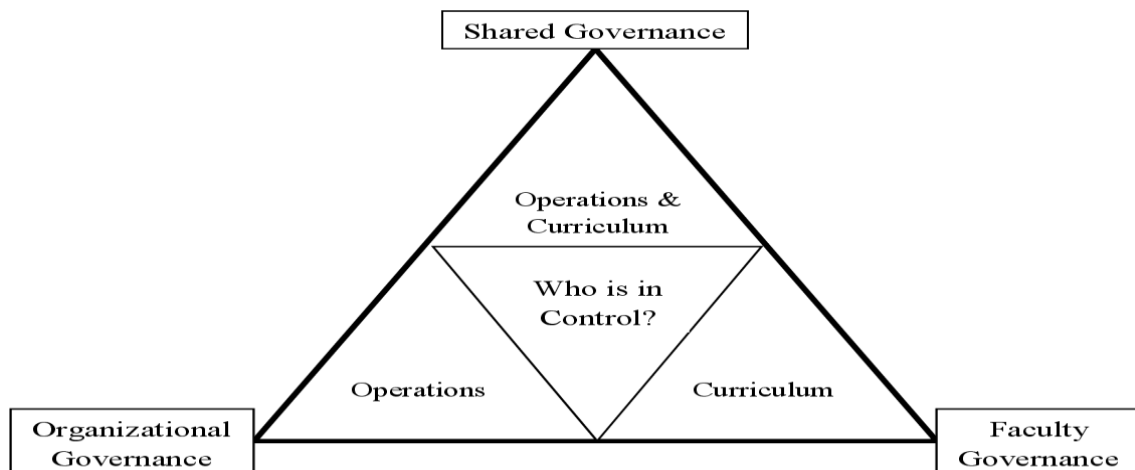 Shared Governance
Operations &
Curriculum
Who is in
Control?
Operations
Curriculum
Organizational
Governance
Faculty
Governance